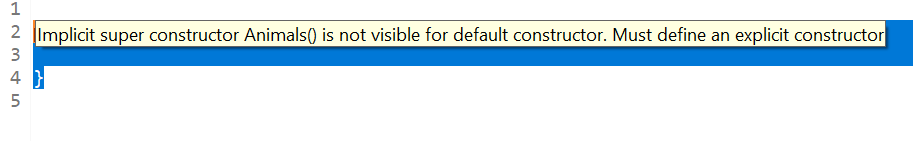 1
2 Implicit super constructor Animals() is not visible for default constructor. Must define an explicit constructor
3
4 }
5